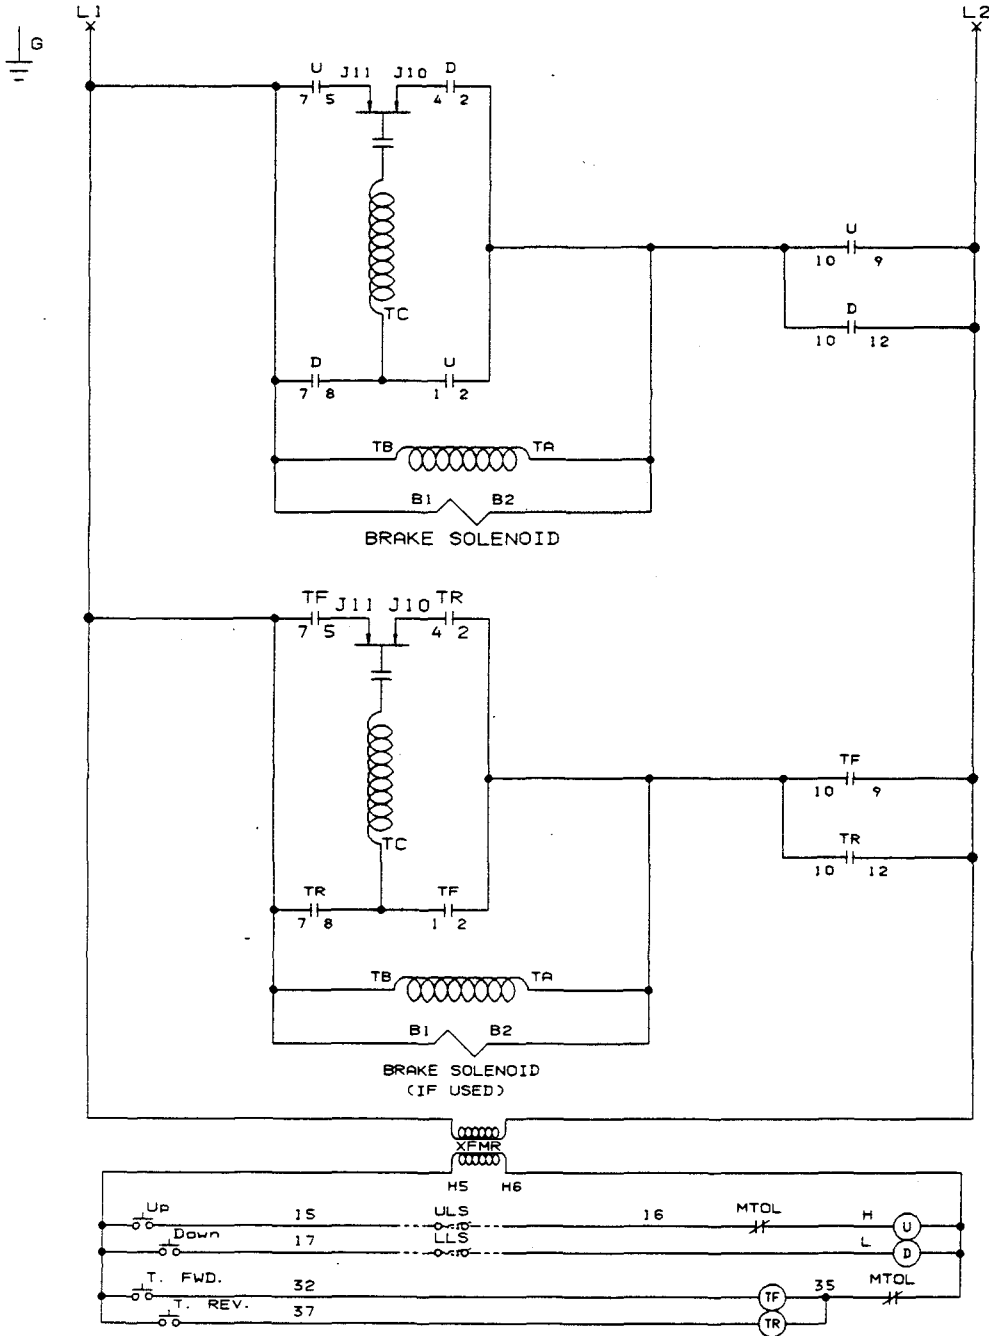 L1 L2
G
U J11 J10 D
7 5 4 2
U
10 9
TC
D
10 12
D U
7 8 1 2
TB TA
B1 B2
BRAKE SOLENOID
TF J11 J10 TR
7 5 4 2
TF
10 9
TC
TR
10 12
TR TF
7 8 1 2
TB TA
B1 B2
BRAKE SOLENOID
(IF USED)
XFMR
H5 H6
Up 15 ULS 16 MTOL H U
Down 17 LLS L D
T. FWD. 32 TF 35 MTOL
T. REV. 37 TR